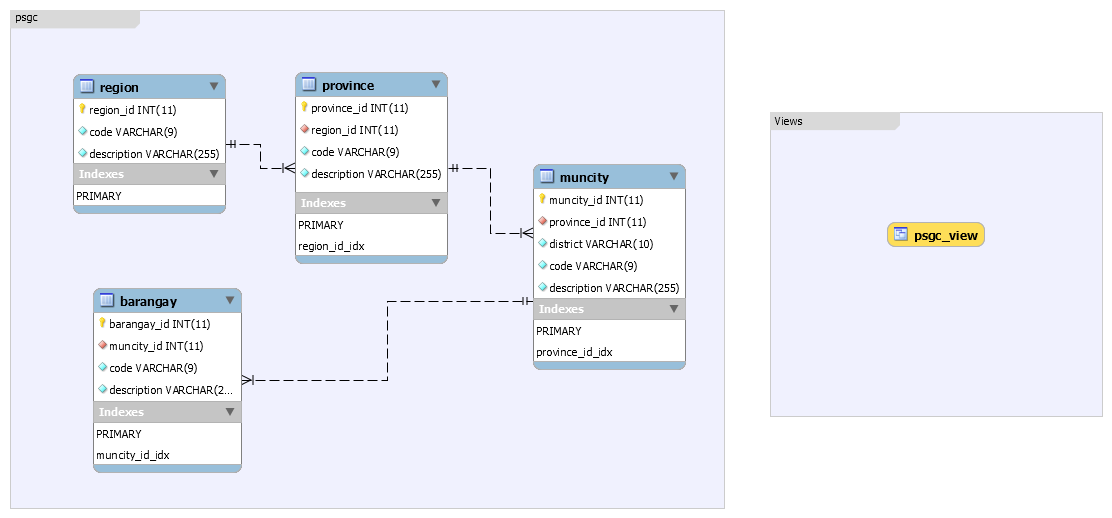 psgc
region
region_id INT(11)
code VARCHAR(9)
description VARCHAR(255)
Indexes
PRIMARY
province
province_id INT(11)
region_id INT(11)
code VARCHAR(9)
description VARCHAR(255)
Indexes
PRIMARY
region_id_idx
muncity
muncity_id INT(11)
province_id INT(11)
district VARCHAR(10)
code VARCHAR(9)
description VARCHAR(255)
Indexes
PRIMARY
province_id_idx
barangay
barangay_id INT(11)
muncity_id INT(11)
code VARCHAR(9)
description VARCHAR(2...
Indexes
PRIMARY
muncity_id_idx
Views
psgc_view